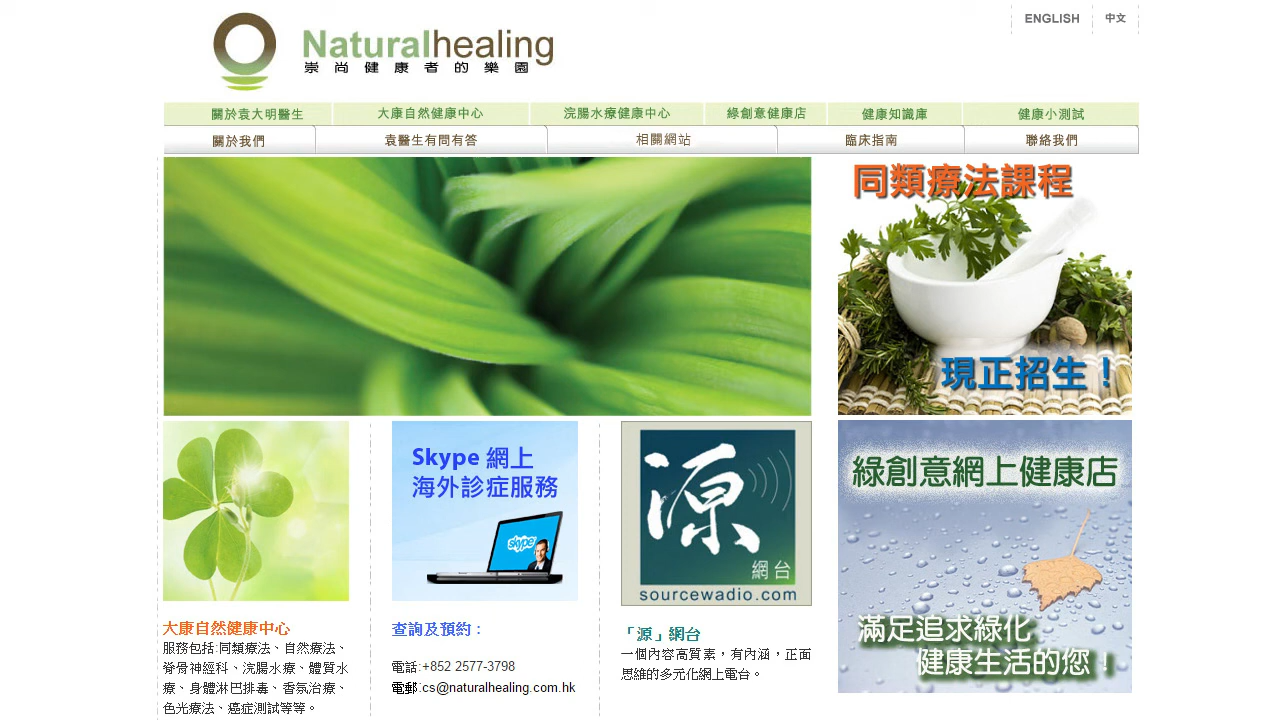 ENGLISH
中文
Naturalhealing
崇尚健康者的樂園
關於袁大明醫生
大康自然健康中心
浣腸水療健康中心
綠創意健康店
健康知識庫
健康小測試
關於我們
袁醫生有問有答
相關網站
臨床指南
聯絡我們
同類療法課程
現正招生！
Skype 網上
海外診症服務
skype
源
網台
sourcewadio.com
綠創意網上健康店
滿足追求綠化
健康生活的您！
大康自然健康中心
服務包括:同類療法、自然療法、
脊骨神經科、浣腸水療、體質水
療、身體淋巴排毒、香氛治療、
色光療法、癌症測試等等。
查詢及預約：
電話:+852 2577-3798
電郵:cs@naturalhealing.com.hk
「源」網台
一個內容高質素，有內涵，正面
思維的多元化網上電台。